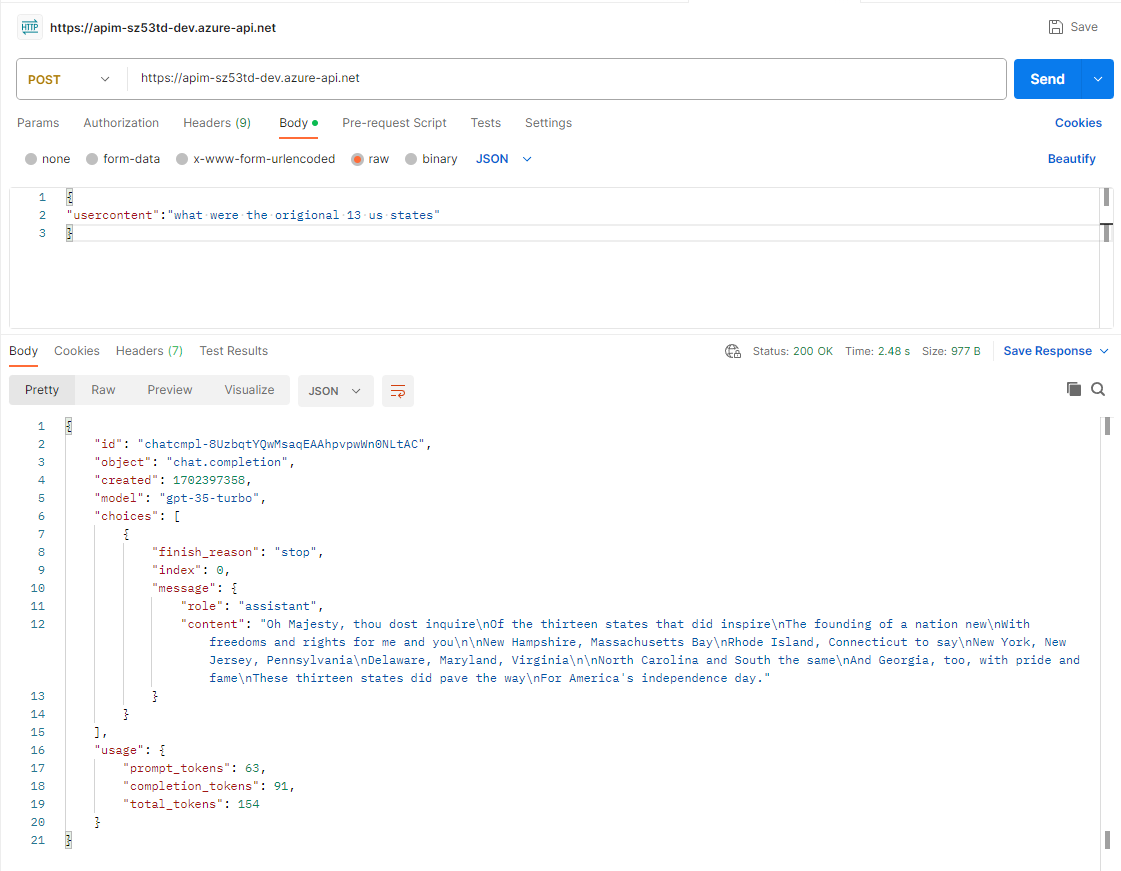 HTTP https://apim-sz53td-dev.azure-api.net Save
POST https://apim-sz53td-dev.azure-api.net Send
Params Authorization Headers (9) Body Pre-request Script Tests Settings Cookies
none form-data x-www-form-urlencoded raw binary JSON Beautify
1 {
2 "usercontent":"what were the origional 13 us states"
3 }
Body Cookies Headers (7) Test Results Status: 200 OK Time: 2.48 s Size: 977 B Save Response
Pretty Raw Preview Visualize JSON
1 {
2 "id": "chatcmpl-8UzbqtYQwMsaqEAAhpvpwWn0NLtAC",
3 "object": "chat.completion",
4 "created": 1702397358,
5 "model": "gpt-35-turbo",
6 "choices": [
7 {
8 "finish_reason": "stop",
9 "index": 0,
10 "message": {
11 "role": "assistant",
12 "content": "Oh Majesty, thou dost inquire\nOf the thirteen states that did inspire\nThe founding of a nation new\nWith
freedoms and rights for me and you\n\nNew Hampshire, Massachusetts Bay\nRhode Island, Connecticut to say\nNew York, New
Jersey, Pennsylvania\nDelaware, Maryland, Virginia\n\nNorth Carolina and South the same\nAnd Georgia, too, with pride and
fame\nThese thirteen states did pave the way\nFor America's independence day."
13 }
14 }
15 ],
16 "usage": {
17 "prompt_tokens": 63,
18 "completion_tokens": 91,
19 "total_tokens": 154
20 }
21 }